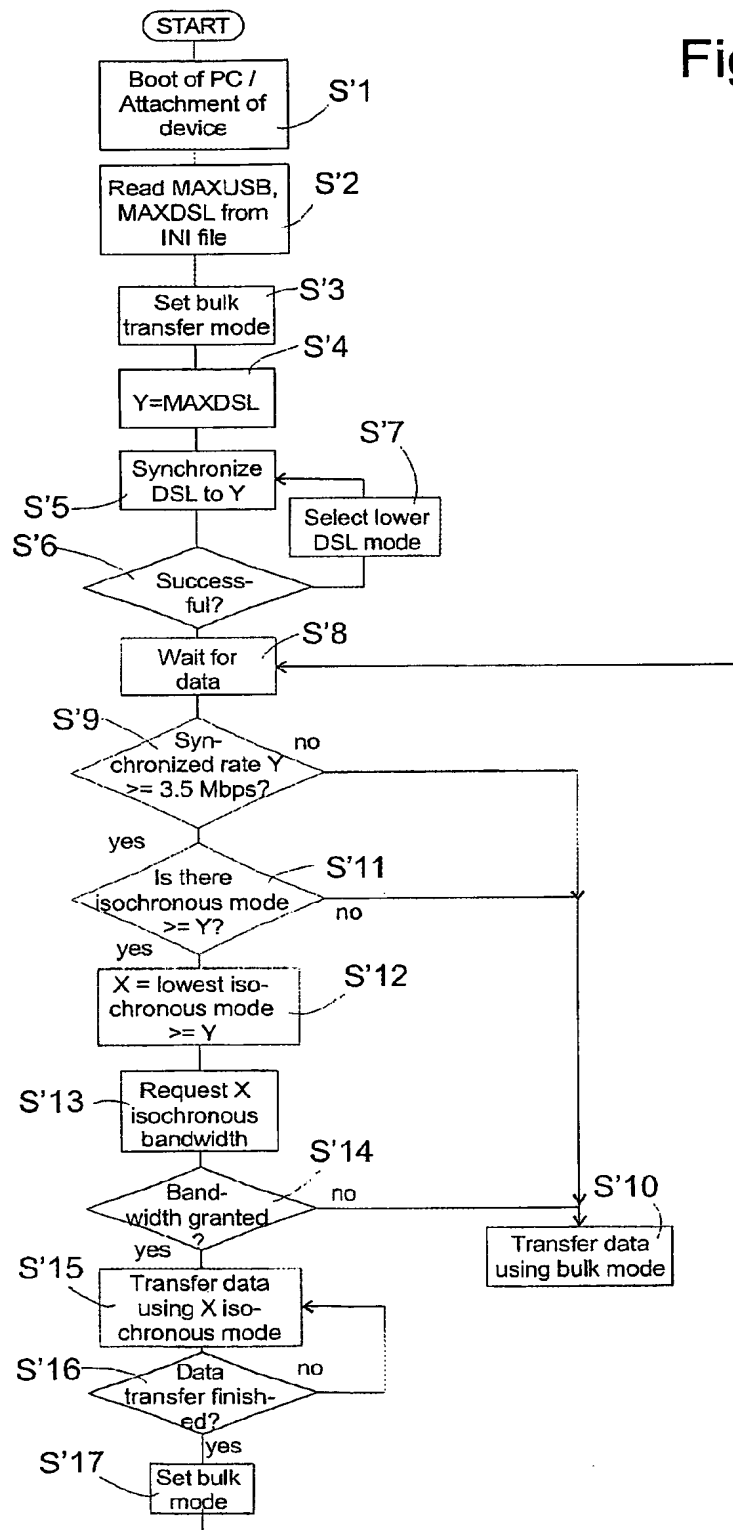 START
Fig
Boot of PC /
Attachment of
device
S'1
Read MAXUSB,
MAXDSL from
INI file
S'2
Set bulk
transfer mode
S'3
S'4
Y=MAXDSL
S'7
Synchronize
DSL to Y
S'5
Select lower
DSL mode
S'6
Success-
ful?
S'8
Wait for
data
S'9
Syn-
chronized rate Y
>= 3.5 Mbps?
no
yes
S'11
Is there
isochronous mode
>= Y?
no
yes
X = lowest iso-
chronous mode
>= Y
S'12
Request X
isochronous
bandwidth
S'13
S'14
Band-
width granted
?
no
yes
S'10
Transfer data
using bulk mode
S'15
Transfer data
using X iso-
chronous mode
S'16
Data
transfer finish-
ed?
no
yes
S'17
Set bulk
mode